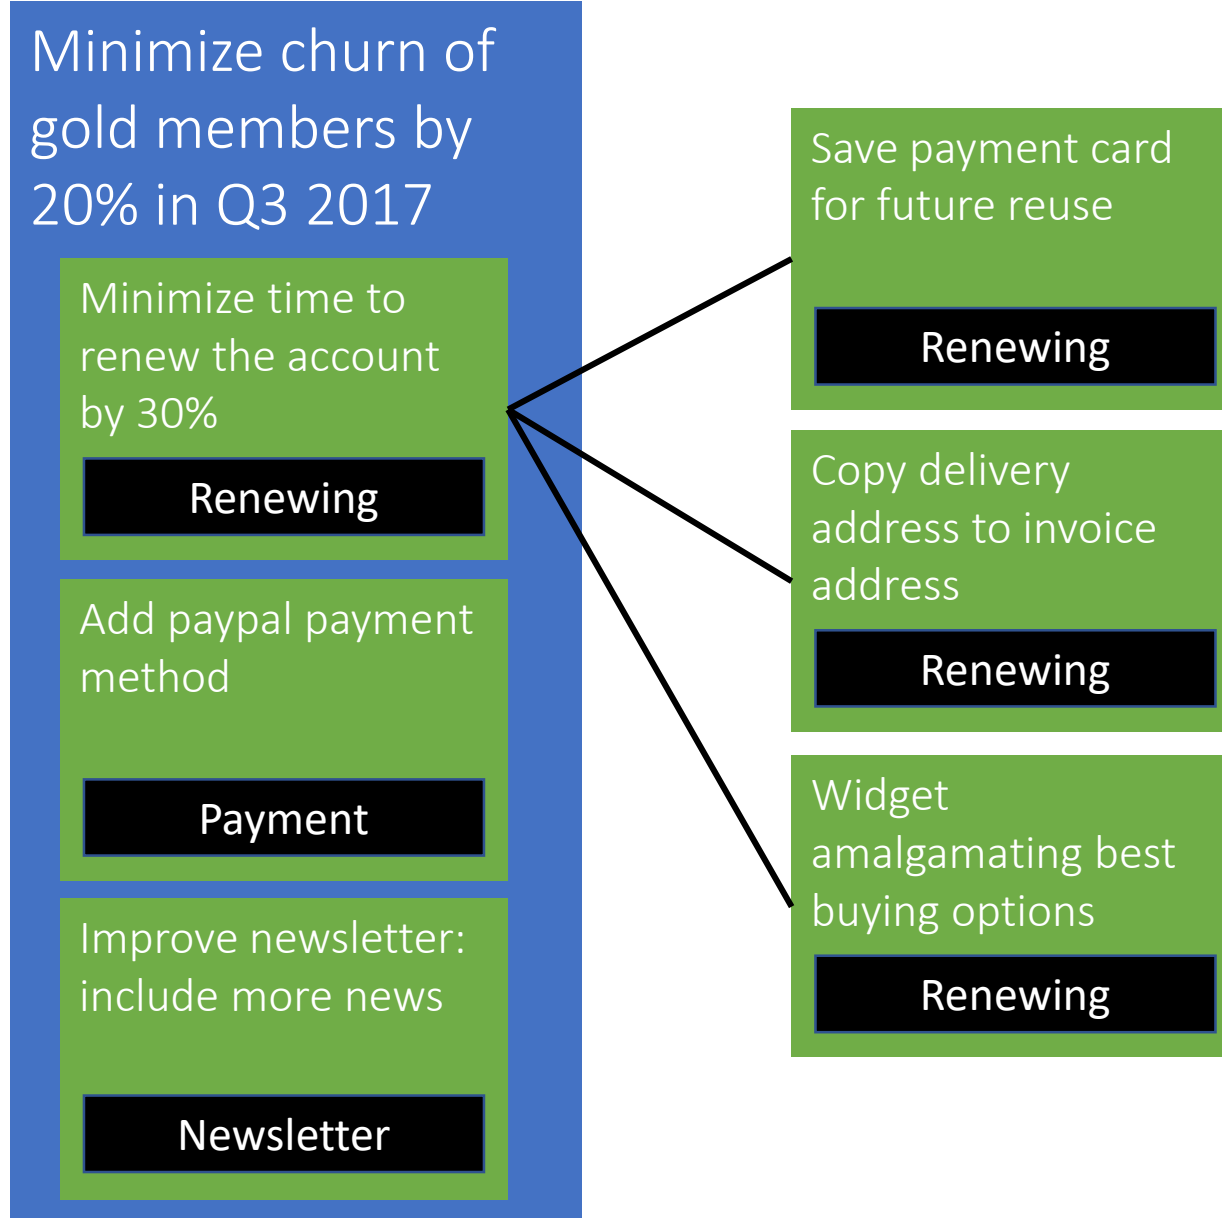 Minimize churn of
gold members by
20% in Q3 2017
Minimize time to
renew the account
by 30%
Renewing
Add paypal payment
method
Payment
Improve newsletter:
include more news
Newsletter
Save payment card
for future reuse
Renewing
Copy delivery
address to invoice
address
Renewing
Widget
amalgamating best
buying options
Renewing